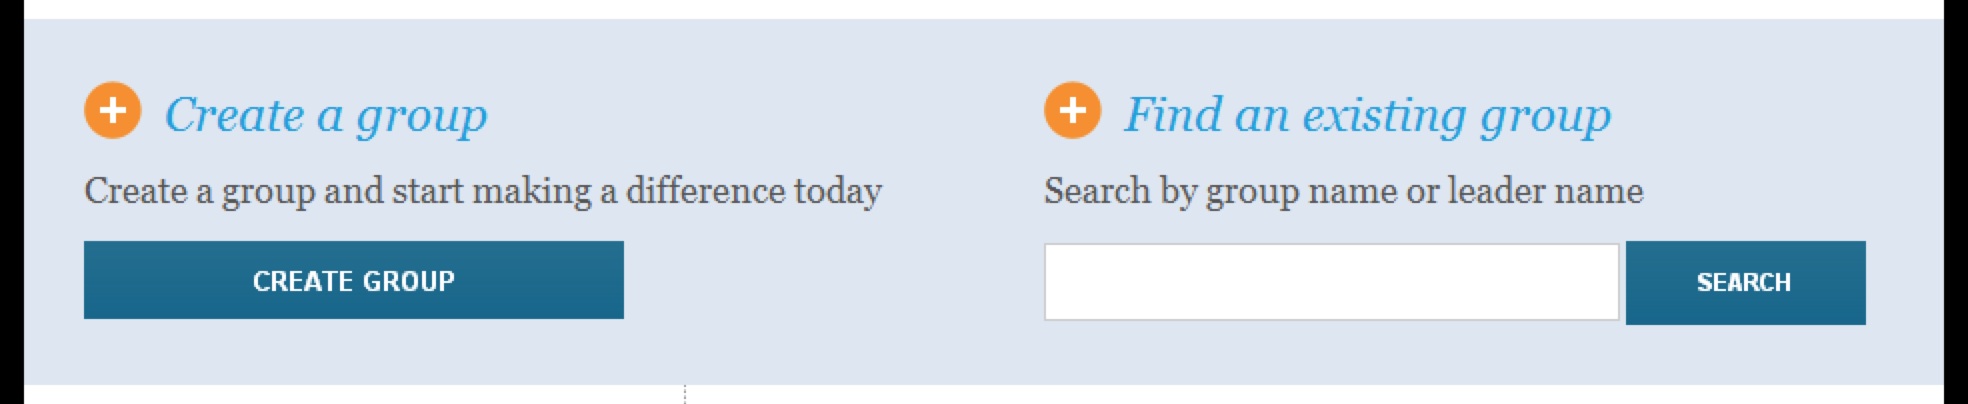 Create a group
Create a group and start making a difference today
CREATE GROUP
Find an existing group
Search by group name or leader name
SEARCH